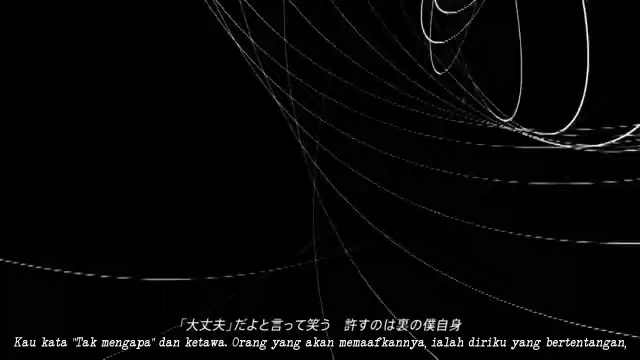 「大丈夫」だよと言って笑う　許すのは裏の僕自身
Kau kata "Tak mengapa" dan ketawa. Orang yang akan memaafkannya, ialah diriku yang bertentangan,